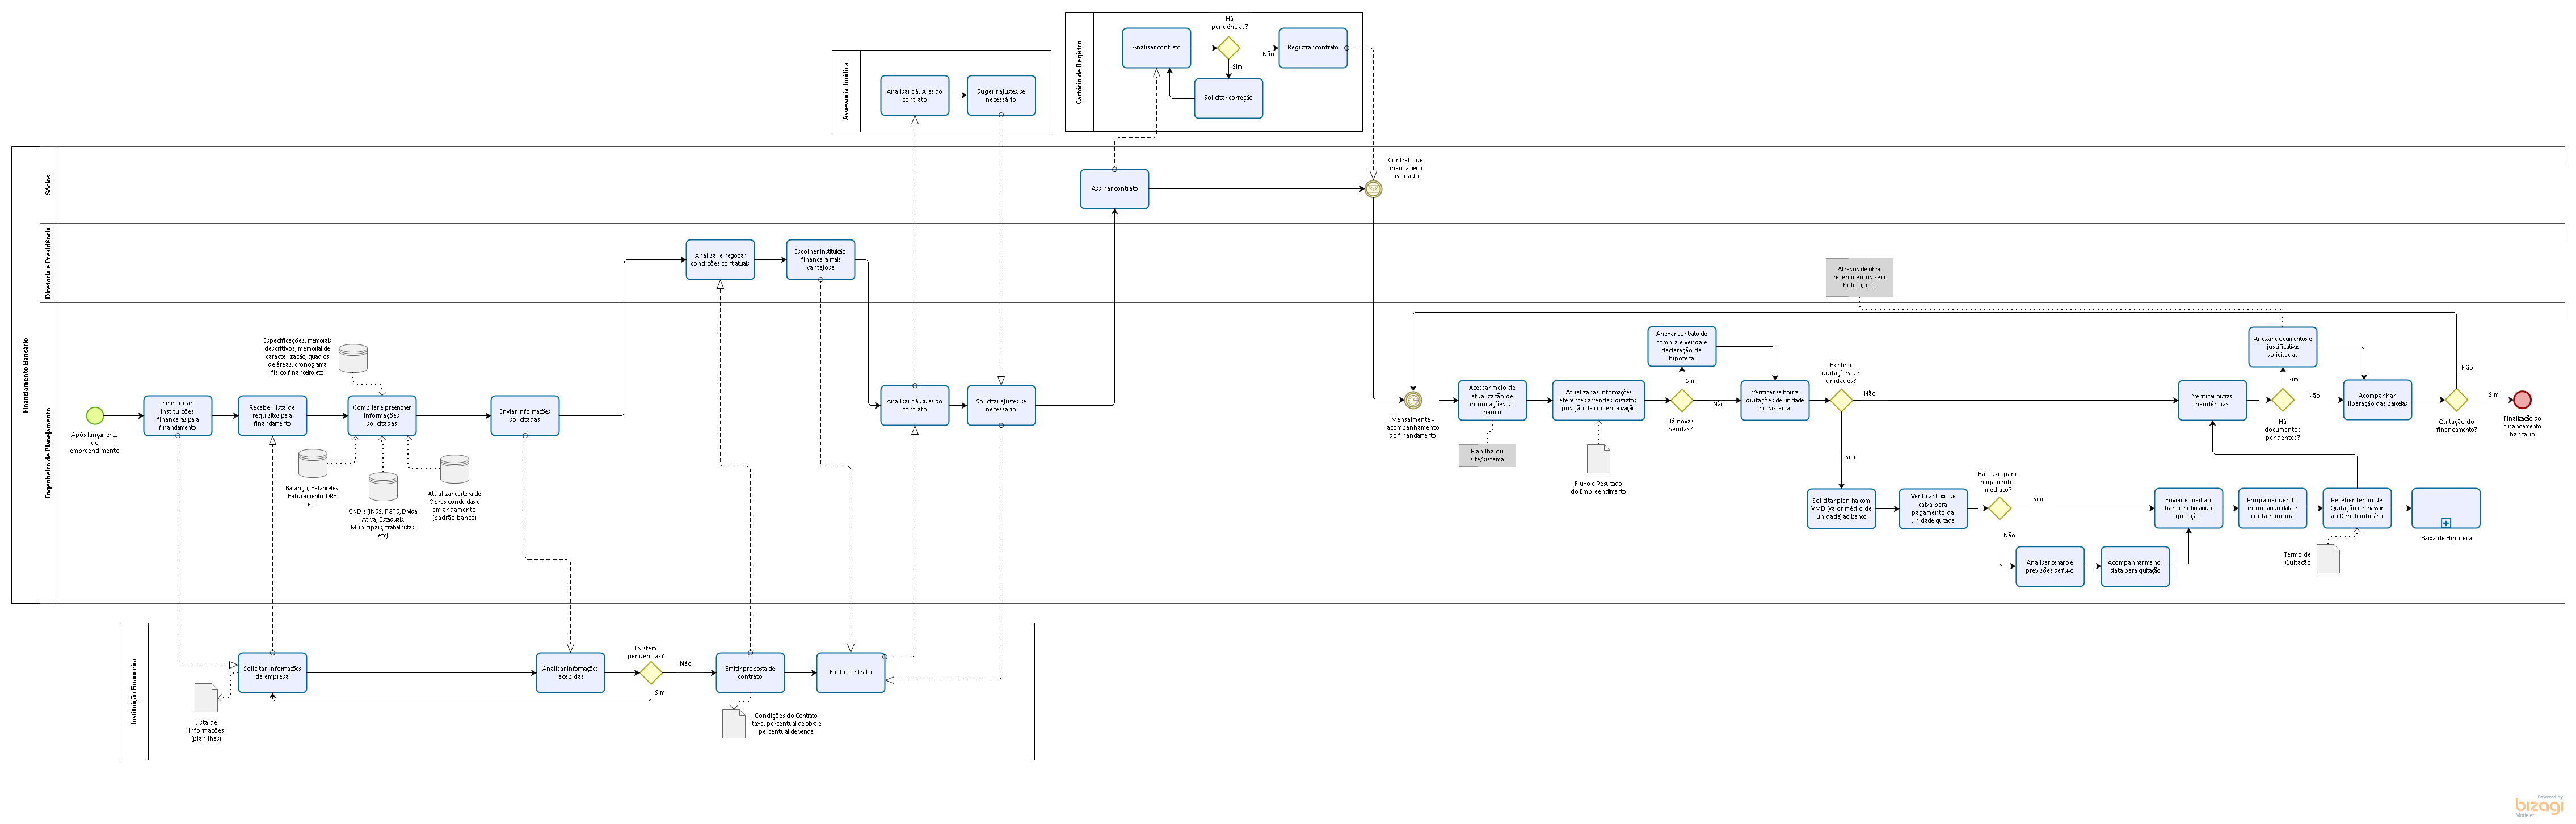 Há
pendências?
Cartório de Registro
Analisar contrato
Não
Registrar contrato
Sim
Solicitar correção
Assessoria Jurídica
Analisar cláusulas do
contrato
Sugerir ajustes, se
necessário
Financiamento Bancário
Sócios
Assinar contrato
Contrato de
financiamento
assinado
Diretoria e Presidência
Analisar e negociar
condições contratuais
Escolher instituição
financeira mais
vantajosa
Atrasos de obra,
recebimentos sem
boleto, etc.
Engenheiro de Planejamento
Após lançamento
do
empreendimento
Selecionar
instituições
financeiras para
financiamento
Receber lista de
requisitos para
financiamento
Especificações, memoriais
descritivos, memorial de
caracterização, quadros
de áreas, cronograma
físico financeiro etc.
Compilar e preencher
informações
solicitadas
Balanço, Balancetes,
Faturamento, DRE,
etc.
CND's (INSS, FGTS, Dívida
Ativa, Estaduais,
Municipais, trabalhistas,
etc)
Atualizar carteira de
Obras conduídas e
em andamento
(padrão banco)
Enviar informações
solicitadas
Analisar cláusulas do
contrato
Solicitar ajustes, se
necessário
Mensalmente -
acompanhamento
do financiamento
Acessar meio de
atualização de
informações do
banco
Planilha ou
site/sistema
Atualizar as informações
referentes a vendas, distratos,
posição de comercialização
Fluxo e Resultado
do Empreendimento
Anexar contrato de
compra e venda e
declaração de
hipoteca
Sim
Há novas
vendas?
Não
Verificar se houve
quitações de unidade
no sistema
Existem
quitações de
unidades?
Não
Sim
Solicitar planilha com
VMD (valor médio de
unidade) ao banco
Verificar fluxo de
caixa para
pagamento da
unidade quitada
Há fluxo para
pagamento
imediato?
Sim
Não
Analisar cenário e
previsões de fluxo
Acompanhar melhor
data para quitação
Enviar e-mail ao
banco solicitando
quitação
Programar débito
informando data e
conta bancária
Receber Termo de
Quitação e repassar
ao Dept Imobiliário
Termo de
Quitação
Baixa de Hipoteca
Verificar outras
pendências
Anexar documentos e
justificativas
solicitadas
Sim
Há
documentos
pendentes?
Não
Acompanhar
liberação das parcelas
Não
Quitação do
financiamento?
Sim
Finalização do
financiamento
bancário
Instituição Financeira
Solicitar informações
da empresa
Lista de
Informações
(planilhas)
Analisar informações
recebidas
Existem
pendências?
Não
Sim
Emitir proposta de
contrato
Condições do Contrato:
taxa, percentual de obra e
percentual de venda
Emitir contrato
Powered by
bizagi
Modeler